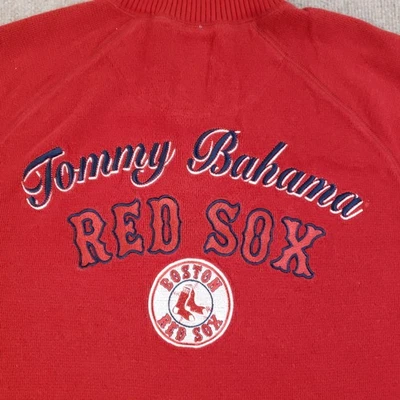 Tommy Bahama
RED SOX
BOSTON
RED SOX